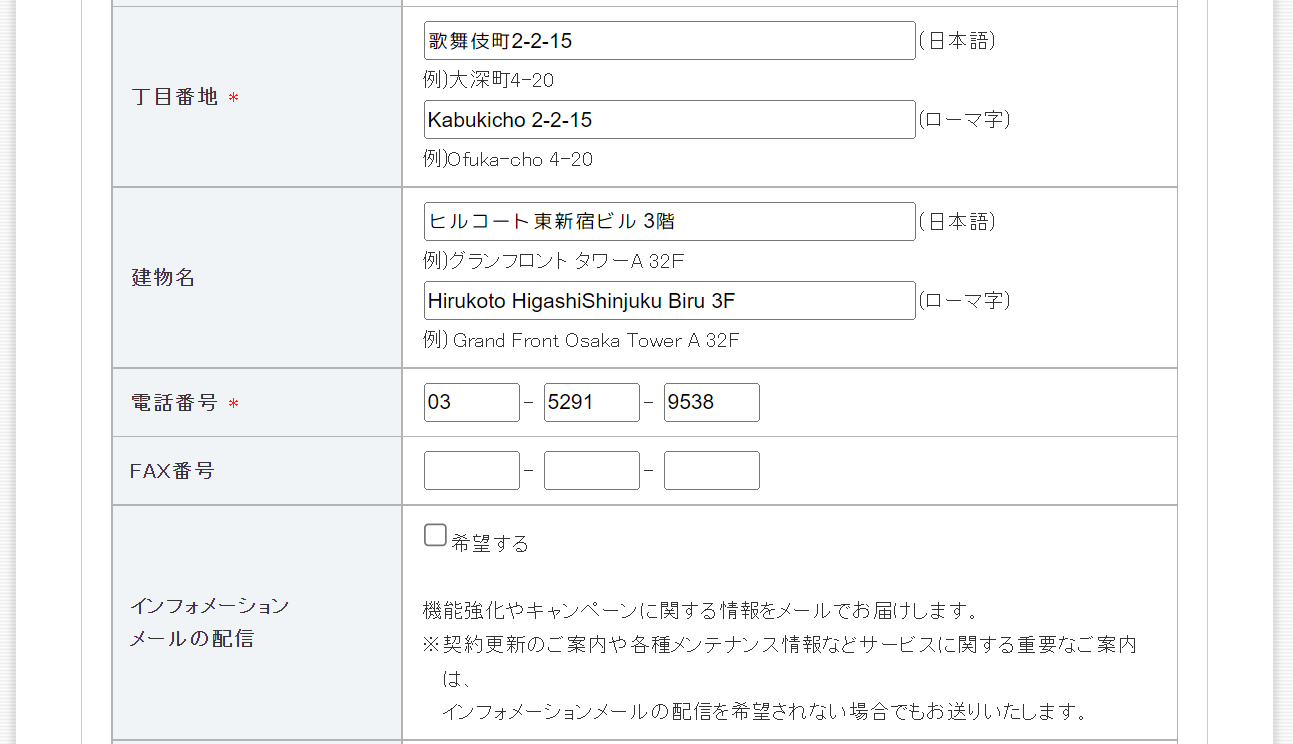 歌舞伎町2-2-15 (日本語)
例)大深町4-20
丁目番地 *
Kabukicho 2-2-15 (ローマ字)
例)Ofuka-cho 4-20
ヒルコート東新宿ビル 3階 (日本語)
例)グランフロント タワーA 32F
建物名
Hirukoto HigashiShinjuku Biru 3F (ローマ字)
例) Grand Front Osaka Tower A 32F
電話番号 * 03 - 5291 - 9538
FAX番号 - -
希望する
インフォメーション
メールの配信
機能強化やキャンペーンに関する情報をメールでお届けします。
※契約更新のご案内や各種メンテナンス情報などサービスに関する重要なご案内
は、
インフォメーションメールの配信を希望されない場合でもお送りいたします。